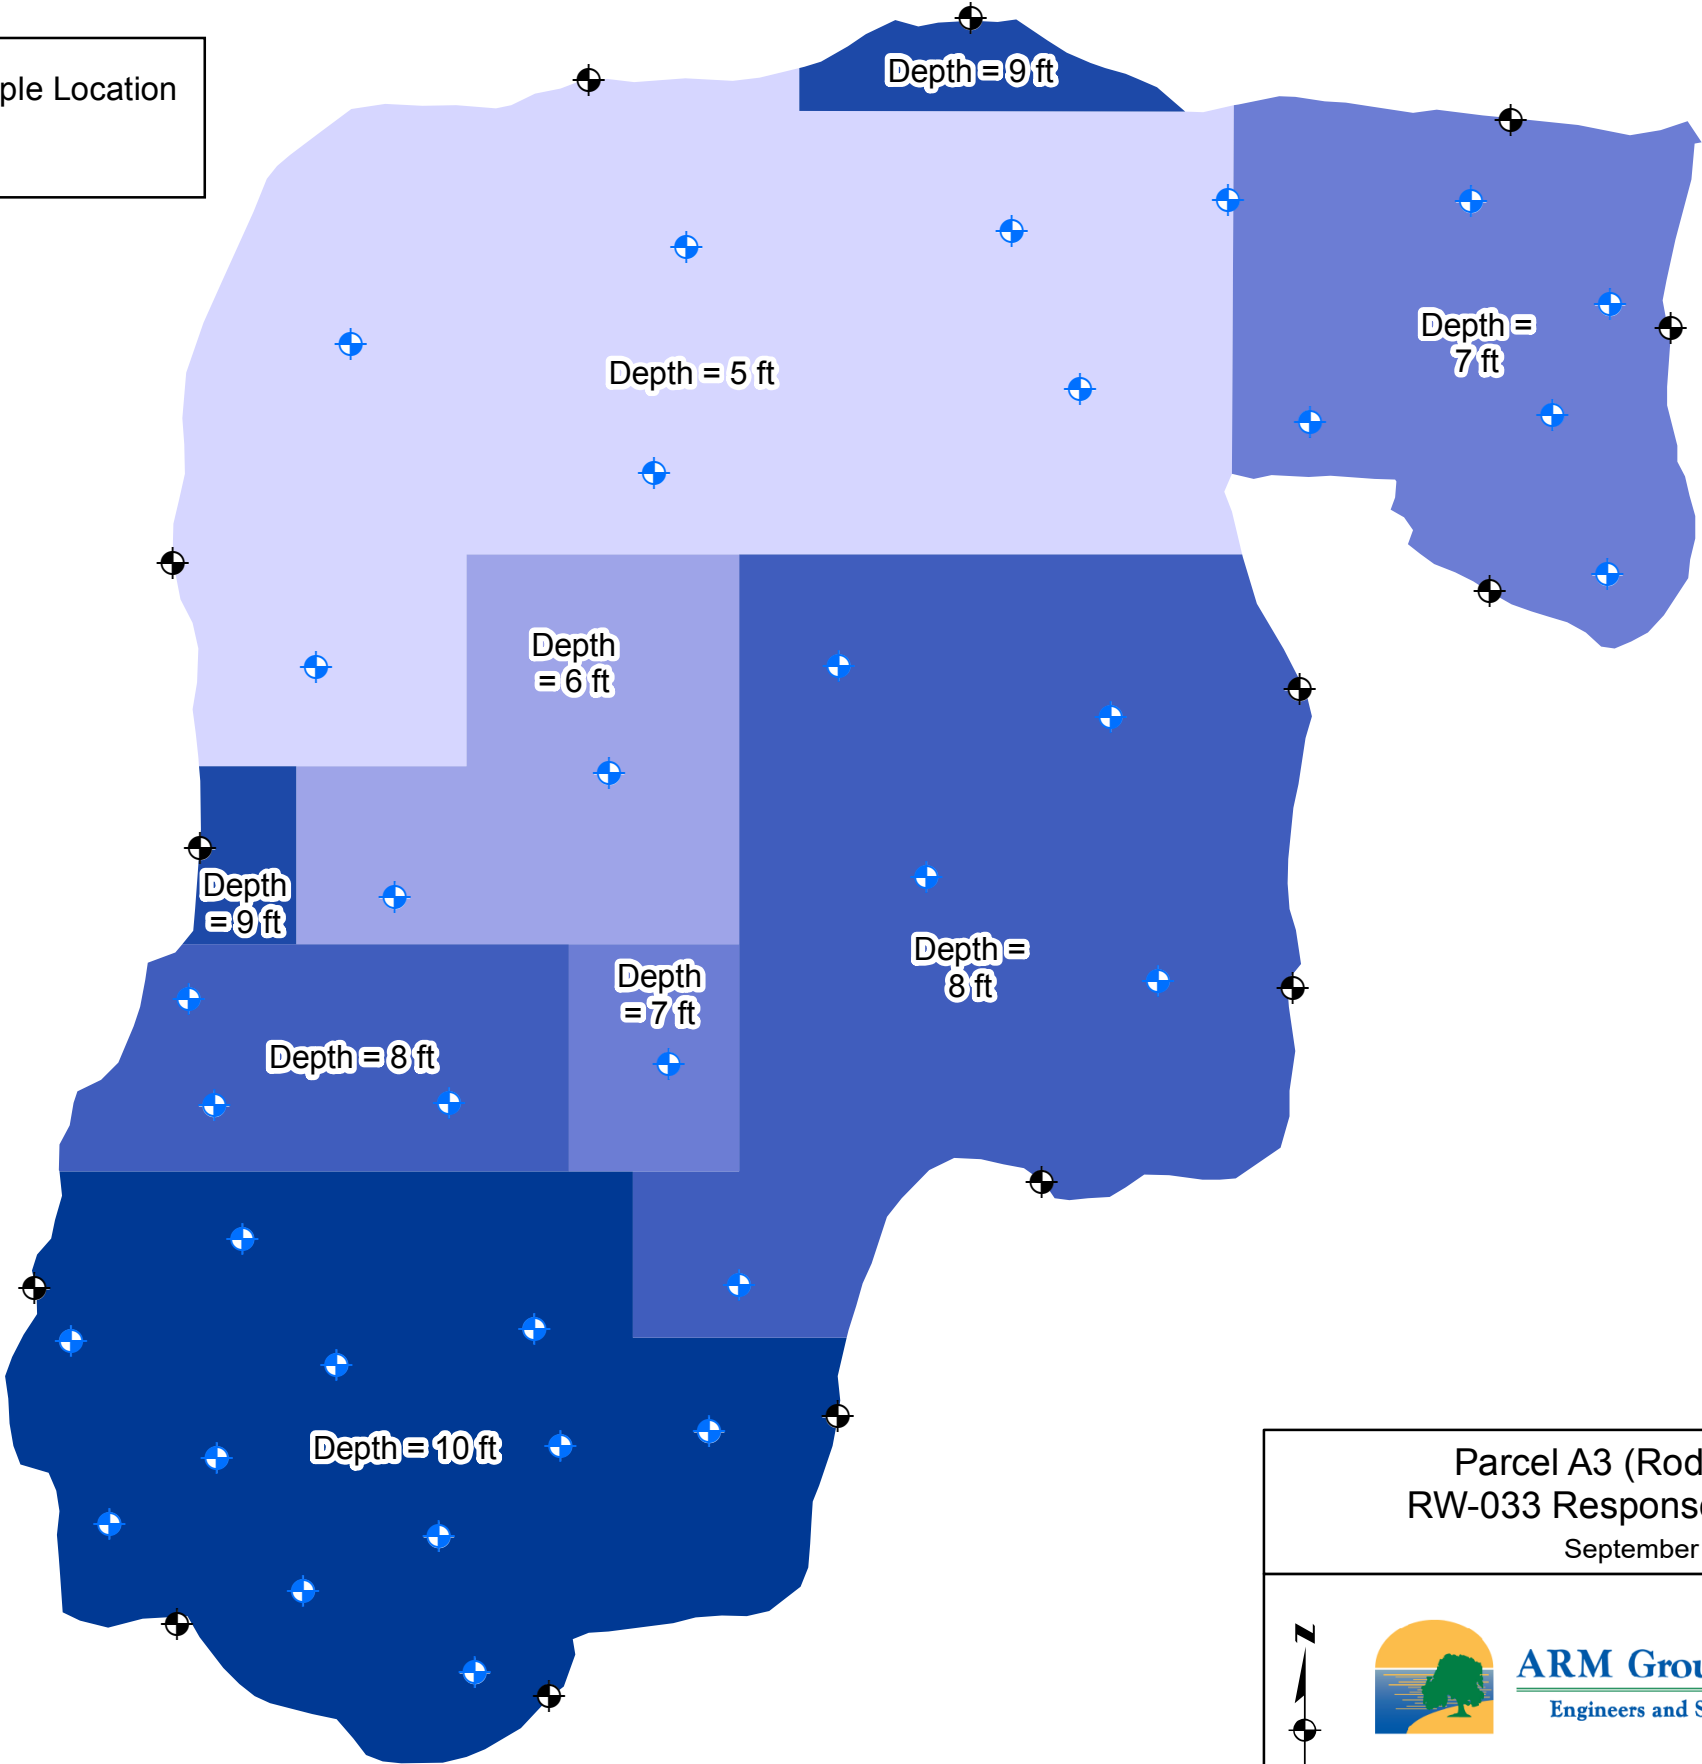 ple Location
Depth = 9 ft
Depth =
7 ft
Depth = 5 ft
Depth
= 6 ft
Depth
= 9 ft
Depth =
8 ft
Depth
= 7 ft
Depth = 8 ft
Depth = 10 ft
Parcel A3 (Rod
RW-033 Respons
September
N
ARM Grou
Engineers and S